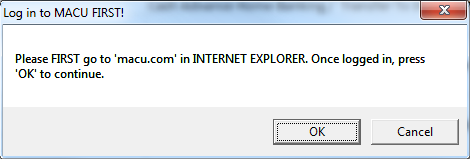 Log in to MACU FIRST!
Please FIRST go to 'macu.com' in INTERNET EXPLORER. Once logged in, press
'OK' to continue.
OK
Cancel